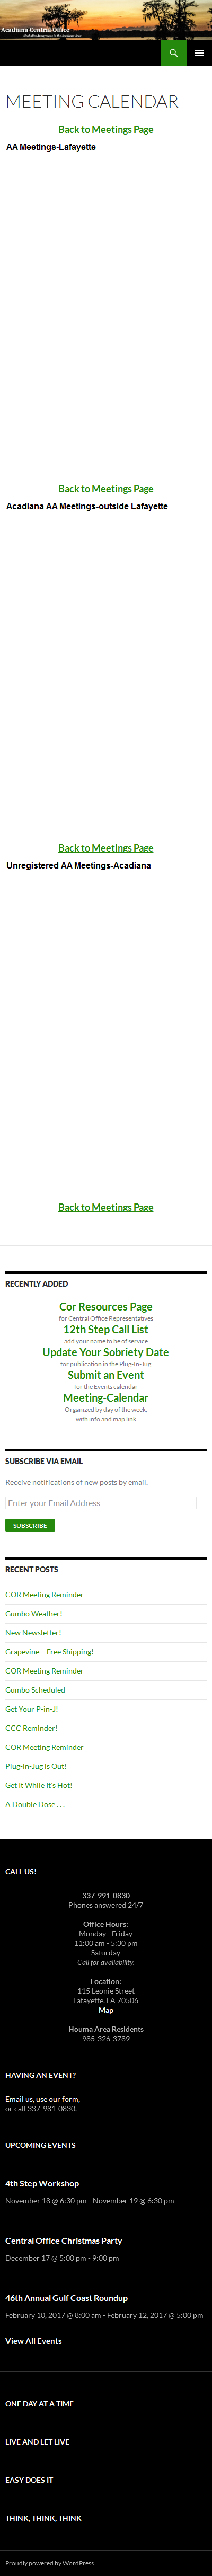 Acadiana Central Office
MEETING CALENDAR
Back to Meetings Page
AA Meetings-Lafayette
Back to Meetings Page
Acadiana AA Meetings-outside Lafayette
Back to Meetings Page
Unregistered AA Meetings-Acadiana
Back to Meetings Page
RECENTLY ADDED
Cor Resources Page
for Central Office Representatives
12th Step Call List
add your name to be of service
Update Your Sobriety Date
for publication in the Plug-In-Jug
Submit an Event
for the Events calendar
Meeting-Calendar
Organized by day of the week,
with info and map link
SUBSCRIBE VIA EMAIL
Receive notifications of new posts by email.
Enter your Email Address
SUBSCRIBE
RECENT POSTS
COR Meeting Reminder
Gumbo Weather!
New Newsletter!
Grapevine – Free Shipping!
COR Meeting Reminder
Gumbo Scheduled
Get Your P-in-J!
CCC Reminder!
COR Meeting Reminder
Plug-in-Jug is Out!
Get It While It's Hot!
A Double Dose . . .
CALL US!
337-991-0830
Phones answered 24/7
Office Hours:
Monday - Friday
11:00 am - 5:30 pm
Saturday
Call for availability.
Location:
115 Leonie Street
Lafayette, LA 70506
Map
Houma Area Residents
985-326-3789
HAVING AN EVENT?
Email us, use our form,
or call 337-981-0830.
UPCOMING EVENTS
4th Step Workshop
November 18 @ 6:30 pm - November 19 @ 6:30 pm
Central Office Christmas Party
December 17 @ 5:00 pm - 9:00 pm
46th Annual Gulf Coast Roundup
February 10, 2017 @ 8:00 am - February 12, 2017 @ 5:00 pm
View All Events
ONE DAY AT A TIME
LIVE AND LET LIVE
EASY DOES IT
THINK, THINK, THINK
Proudly powered by WordPress